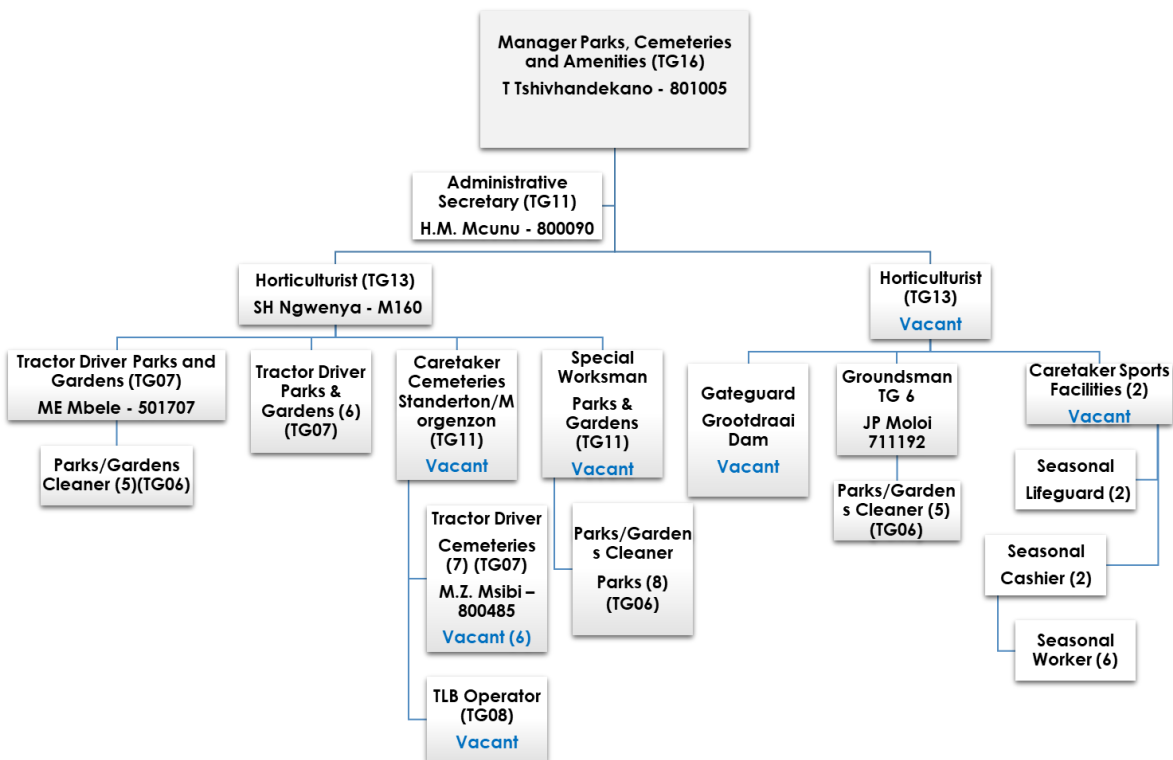 Manager Parks, Cemeteries
and Amenities (TG16)
T Tshivhandekano - 801005
Administrative
Secretary (TG11)
H.M. Mcunu - 800090
Horticulturist (TG13)
SH Ngwenya - M160
Horticulturist
(TG13)
Vacant
Tractor Driver Parks and
Gardens (TG07)
ME Mbele - 501707
Tractor Driver
Parks &
Gardens (6)
(TG07)
Caretaker
Cemeteries
Standerton/M
orgenzon
(TG11)
Vacant
Special
Worksman
Parks &
Gardens (TG11)
Vacant
Gateguard
Grootdraai
Dam
Vacant
Groundsman
TG 6
JP Moloi
711192
Caretaker Sports
Facilities (2)
Vacant
Parks/Gardens
Cleaner (5)(TG06)
Tractor Driver
Cemeteries
(7) (TG07)
M.Z. Msibi –
800485
Vacant (6)
TLB Operator
(TG08)
Vacant
Parks/Garden
s Cleaner
Parks (8)
(TG06)
Parks/Garden
s Cleaner (5)
(TG06)
Seasonal
Lifeguard (2)
Seasonal
Cashier (2)
Seasonal
Worker (6)